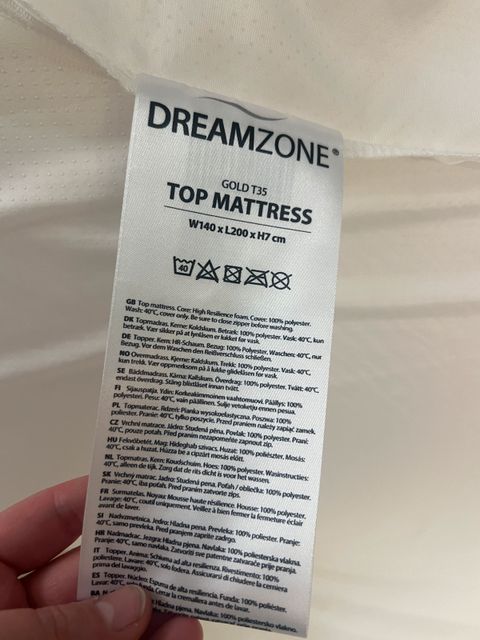 DREAMZONE®
GOLD T35
TOP MATTRESS
W140 x L200 x H7 cm
40
GB Top mattress. Core: High Resilience foam. Cover: 100% polyester.
Wash: 40°C, cover only. Be sure to close zipper before washing.
DK Topmadras. Kerne: Koldskum. Betræk: 100% polyester. Vask: 40°C, kun
betræk. Vær sikker på at lynlåsen er lukket før vask.
DE Topper. Kern: HR-Schaum. Bezug: 100% Polyester. Waschen: 40°C, nur
Bezug. Vor dem Waschen den Reißverschluss schließen.
NO Overmadrass. Kjerne: Kaldskum. Trekk: 100% polyester. Vask: 40°C,
kun trekk. Vær oppmerksom på å lukke glidelåsen før vask.
SE Bäddmadrass. Kärna: Kallskum. Överdrag: 100% polyester. Tvätt: 40°C,
endast överdrag. Stäng blixtlåset innan tvätt.
FI Sijauspatja. Ydin: Korkeakimmoinen vaahtomuovi. Päällys: 100%
polyesteri. Pesu: 40°C, vain päällinen. Sulje vetoketju ennen pesua.
PL Topmaterac. Rdzeń: Pianka wysokoelastyczna. Poszwa: 100%
poliester. Pranie: 40°C, tylko poszycie. Przed praniem należy zapiąć zamek.
CZ Vrchní matrace. Jádro: Studená pěna. Povlak: 100% polyester. Praní:
40°C, pouze potah. Před praním nezapomeňte zapnout zip.
HU Fekvőbetét. Mag: Hideghab szivacs. Huzat: 100% poliészter. Mosás:
40°C, csak a huzat. Húzza be a cipzárt mosás előtt.
NL Topmatras. Kern: Koudschuim. Hoes: 100% polyester. Wasinstructies:
40°C, alleen de tijk. Zorg dat de rits dicht is voor het wassen.
SK Vrchný matrac. Jadro: Studená pena. Poťah / obliečka: 100% polyester.
Pranie: 40°C, iba poťah. Pred praním zatvorte zips.
FR Surmatelas. Noyau: Mousse haute résilience. Housse: 100% polyester.
Lavage: 40°C, coutil uniquement. Veillez à bien fermer la fermeture éclair
avant de laver.
SI Nadvzmetnica. Jedro: Hladna pena. Prevleka: 100% poliester. Pranje:
40°C, samo prevleka. Pred pranjem zaprite zadrgo.
HR Nadmadrac. Jezgra: Hladna pjena. Navlaka: 100% poliesterska vlakna.
Pranje: 40°C, samo navlaka. Zatvoriti sve patentne zatvarače prije pranja.
IT Topper. Anima: Schiuma ad alta resilienza. Rivestimento: 100%
poliestere. Lavare: 40°C, solo fodera. Assicurarsi di chiudere la cerniera
prima del lavaggio.
ES Topper. Núcleo: Espuma de alta resiliencia. Funda: 100% poliéster.
Lavar: 40°C, solo funda. Cerrar la cremallera antes de lavar.
BA Hladna pjena. Navlaka: 100% poliestersko vlakno.